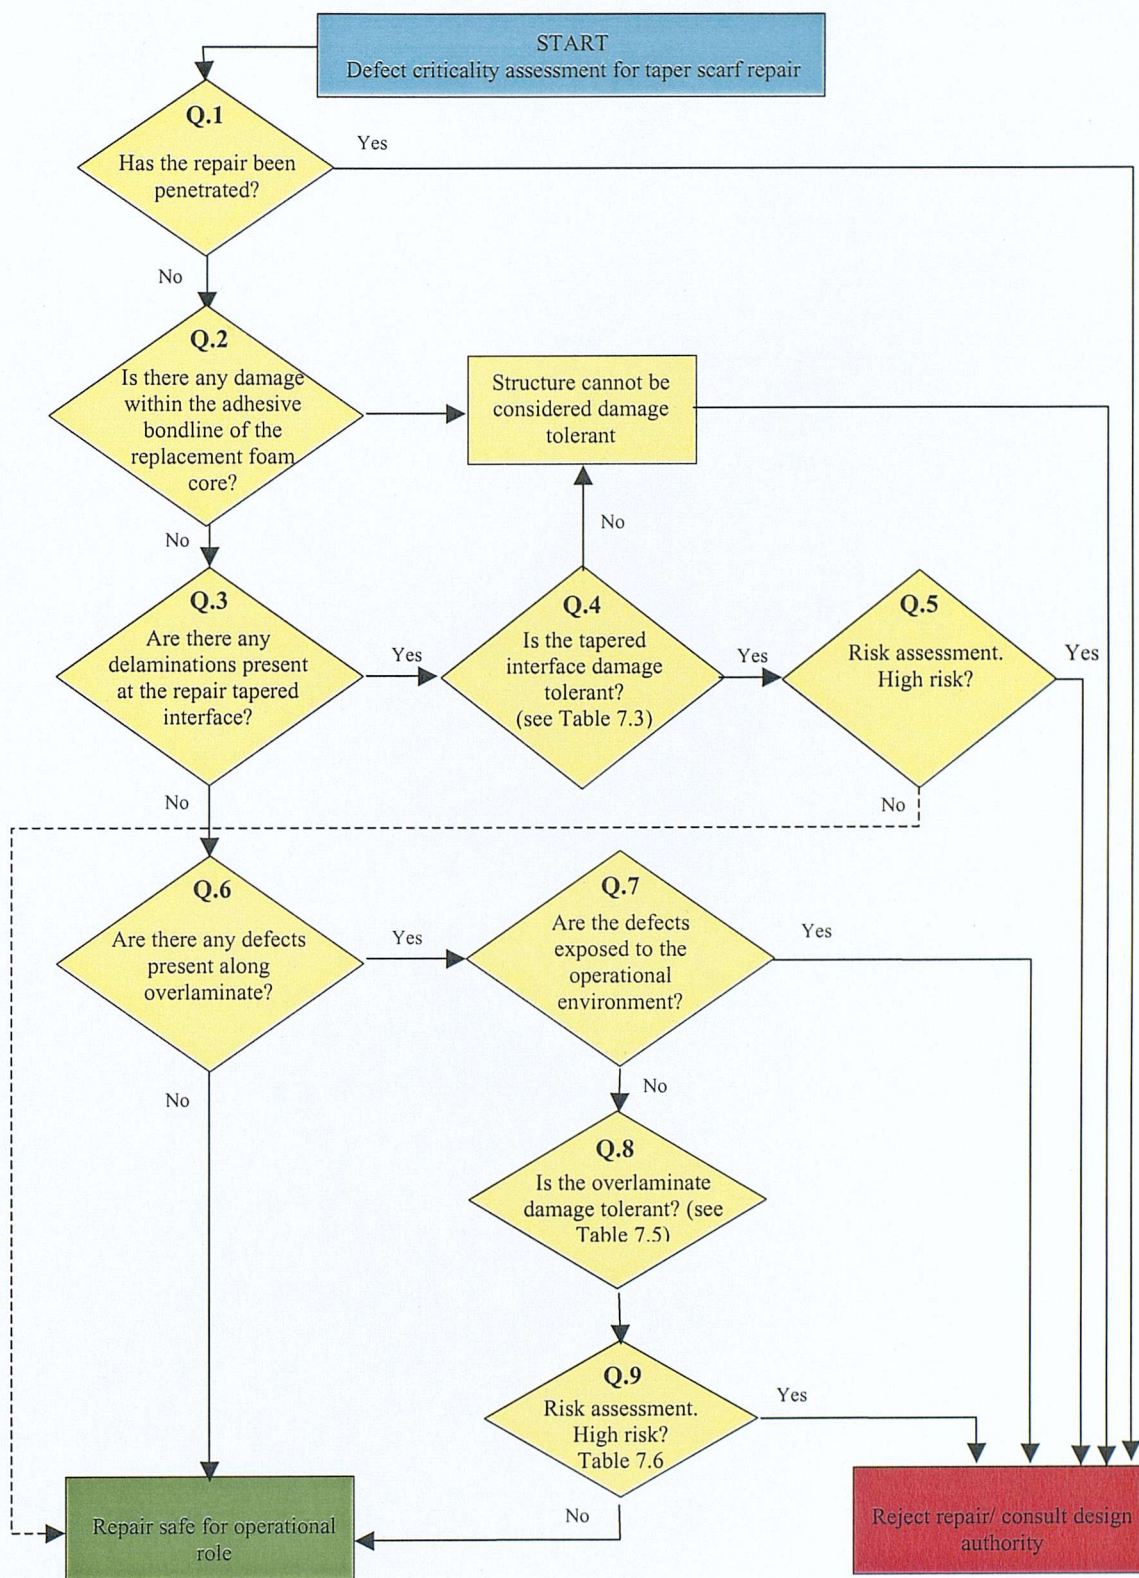 START
Defect criticality assessment for taper scarf repair
Q.1
Has the repair been
penetrated?
Yes
No
Q.2
Is there any damage
within the adhesive
bondline of the
replacement foam
core?
Structure cannot be
considered damage
tolerant
No
No
Q.3
Are there any
delaminations present
at the repair tapered
interface?
Yes
Q.4
Is the tapered
interface damage
tolerant?
(see Table 7.3)
Yes
Q.5
Risk assessment.
High risk?
Yes
No
No
Q.6
Are there any defects
present along
overlaminate?
Yes
Q.7
Are the defects
exposed to the
operational
environment?
Yes
No
No
Q.8
Is the overlaminate
damage tolerant? (see
Table 7.5)
Q.9
Risk assessment.
High risk?
Table 7.6
Yes
No
Repair safe for operational
role
Reject repair/ consult design
authority